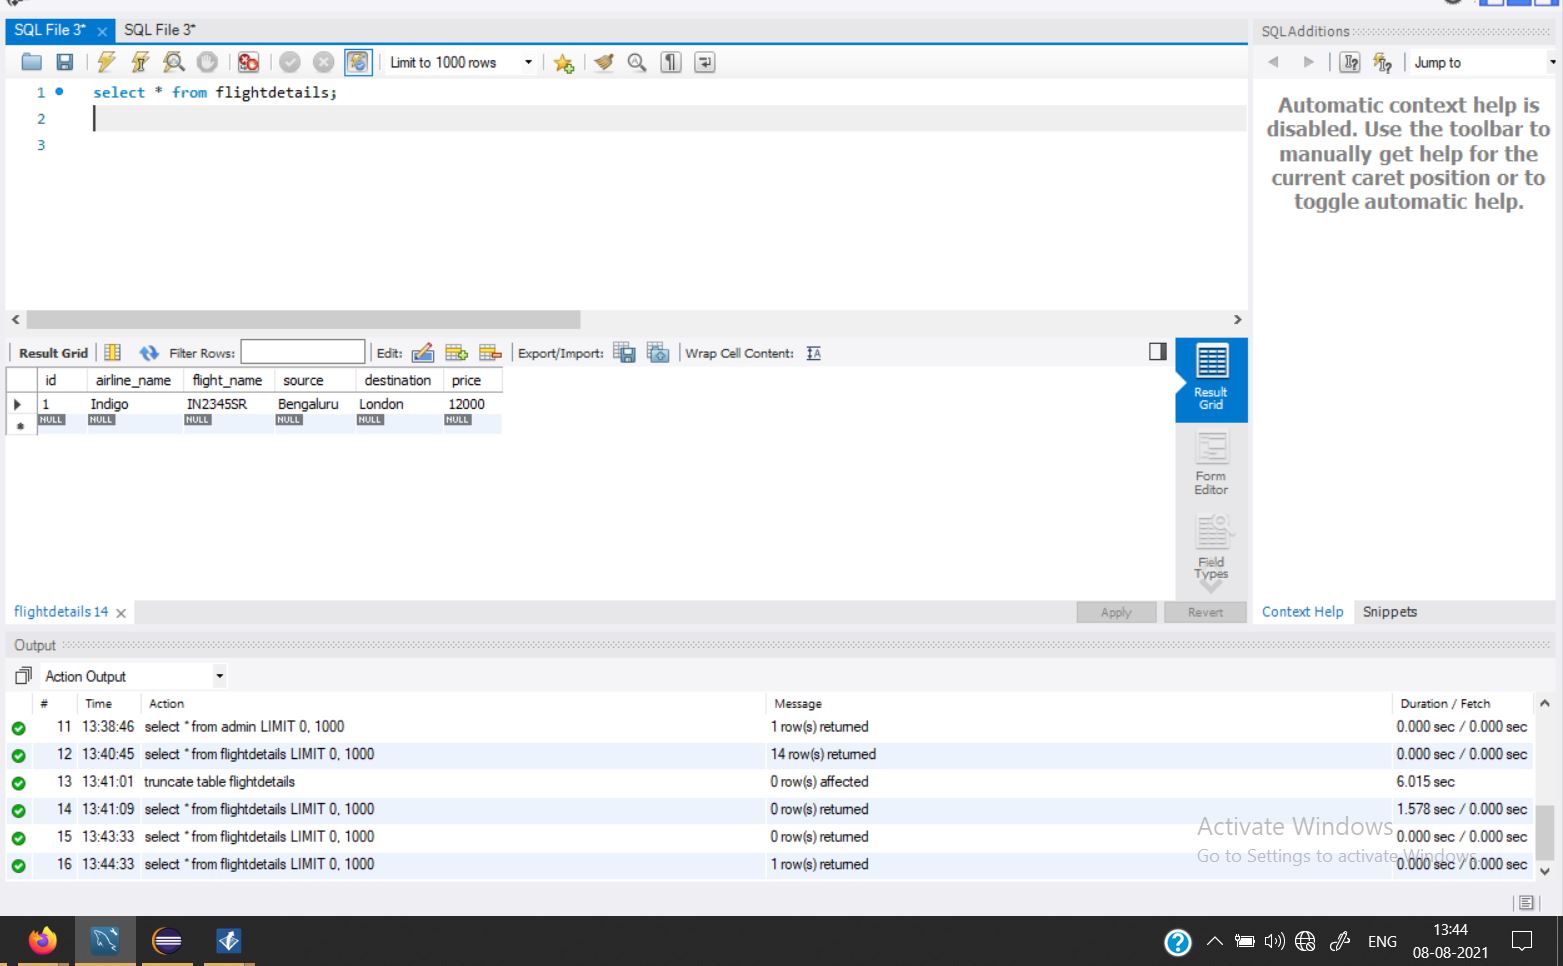 SQL File 3* SQL File 3*
Limit to 1000 rows
1 select * from flightdetails;
2
3
SQLAdditions
Jump to
Automatic context help is
disabled. Use the toolbar to
manually get help for the
current caret position or to
toggle automatic help.
Result Grid Filter Rows: Edit: Export/Import: Wrap Cell Content:
id airline_name flight_name source destination price
1 Indigo IN2345SR Bengaluru London 12000
NULL NULL NULL NULL NULL NULL
Result
Grid
Form
Editor
Field
Types
flightdetails 14
Apply Revert
Context Help Snippets
Output
Action Output
# Time Action Message Duration / Fetch
11 13:38:46 select * from admin LIMIT 0, 1000 1 row(s) returned 0.000 sec / 0.000 sec
12 13:40:45 select * from flightdetails LIMIT 0, 1000 14 row(s) returned 0.000 sec / 0.000 sec
13 13:41:01 truncate table flightdetails 0 row(s) affected 6.015 sec
14 13:41:09 select * from flightdetails LIMIT 0, 1000 0 row(s) returned 1.578 sec / 0.000 sec
15 13:43:33 select * from flightdetails LIMIT 0, 1000 0 row(s) returned 0.000 sec / 0.000 sec
16 13:44:33 select * from flightdetails LIMIT 0, 1000 1 row(s) returned 0.000 sec / 0.000 sec
Activate Windows
Go to Settings to activate Windows.
ENG
13:44
08-08-2021